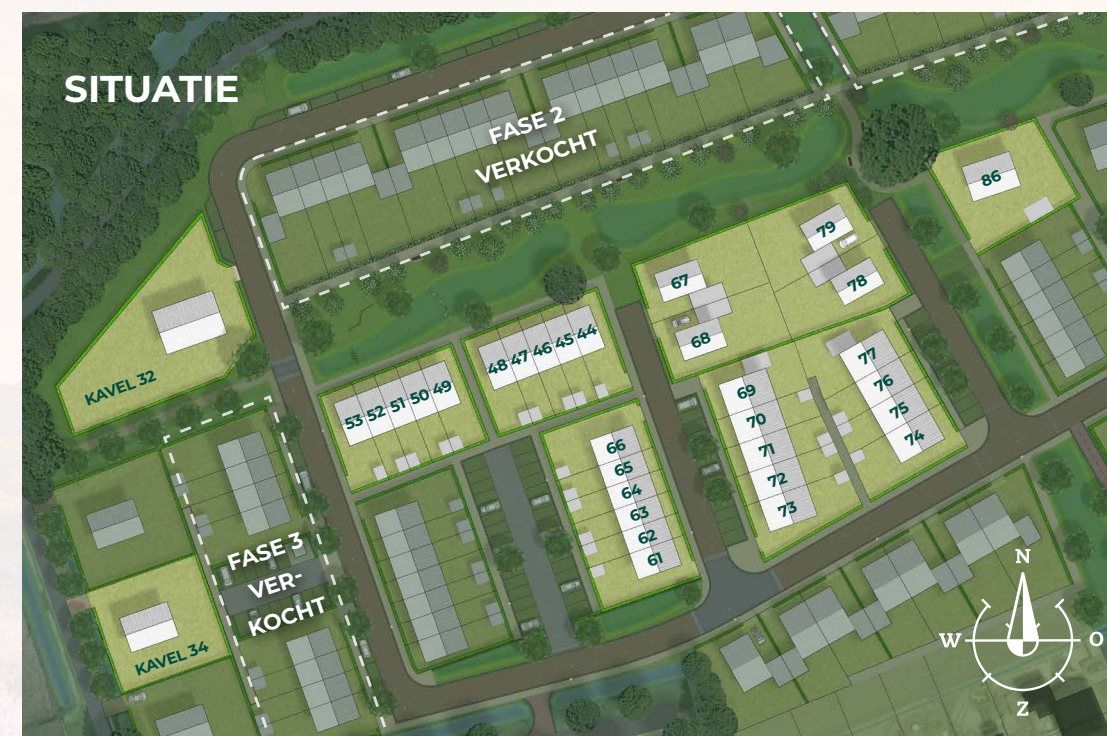 SITUATIE
FASE 2
VERKOCHT
86
79
78
67
68
KAVEL 32
48 47 46 45 44
53 52 51 50 49
77
76
75
74
69
70
71
72
73
66
65
64
63
62
61
FASE 3
VER-
KOCHT
KAVEL 34
N
W
O
Z